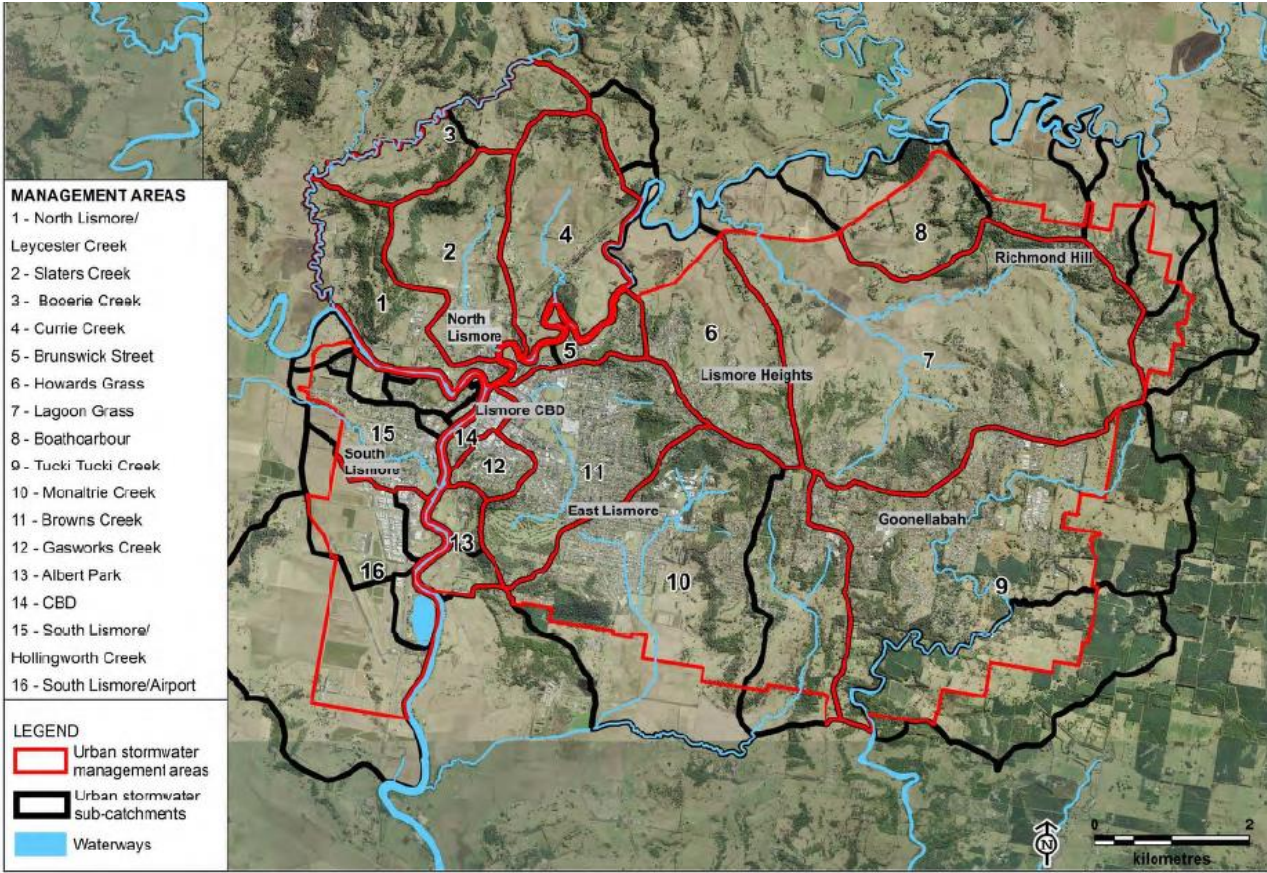 MANAGEMENT AREAS
1 - North Lismore/
Leycester Creek
2 - Slaters Creek
3 - Booerie Creek
4 - Currie Creek
5 - Brunswick Street
6 - Howards Grass
7 - Lagoon Grass
8 - Boatharbour
9 - Tucki Tucki Creek
10 - Monaltrie Creek
11 - Browns Creek
12 - Gasworks Creek
13 - Albert Park
14 - CBD
15 - South Lismore/
Hollingworth Creek
16 - South Lismore/Airport
LEGEND
Urban stormwater
management areas
Urban stormwater
sub-catchments
Waterways
3
4
2
8
Richmond Hill
1
North
Lismore
6
5
7
Lismore Heights
Lismore CBD
15
14
South
Lismore
12
11
East Lismore
Goonellabah
13
16
10
9
N
0
2
kilometres